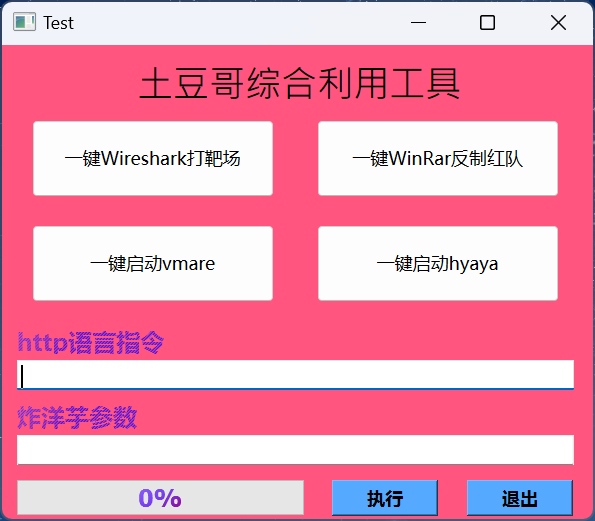 Test
土豆哥综合利用工具
一键Wireshark打靶场
一键WinRar反制红队
一键启动vmare
一键启动hyaya
http语言指令
炸洋芋参数
0%
执行
退出